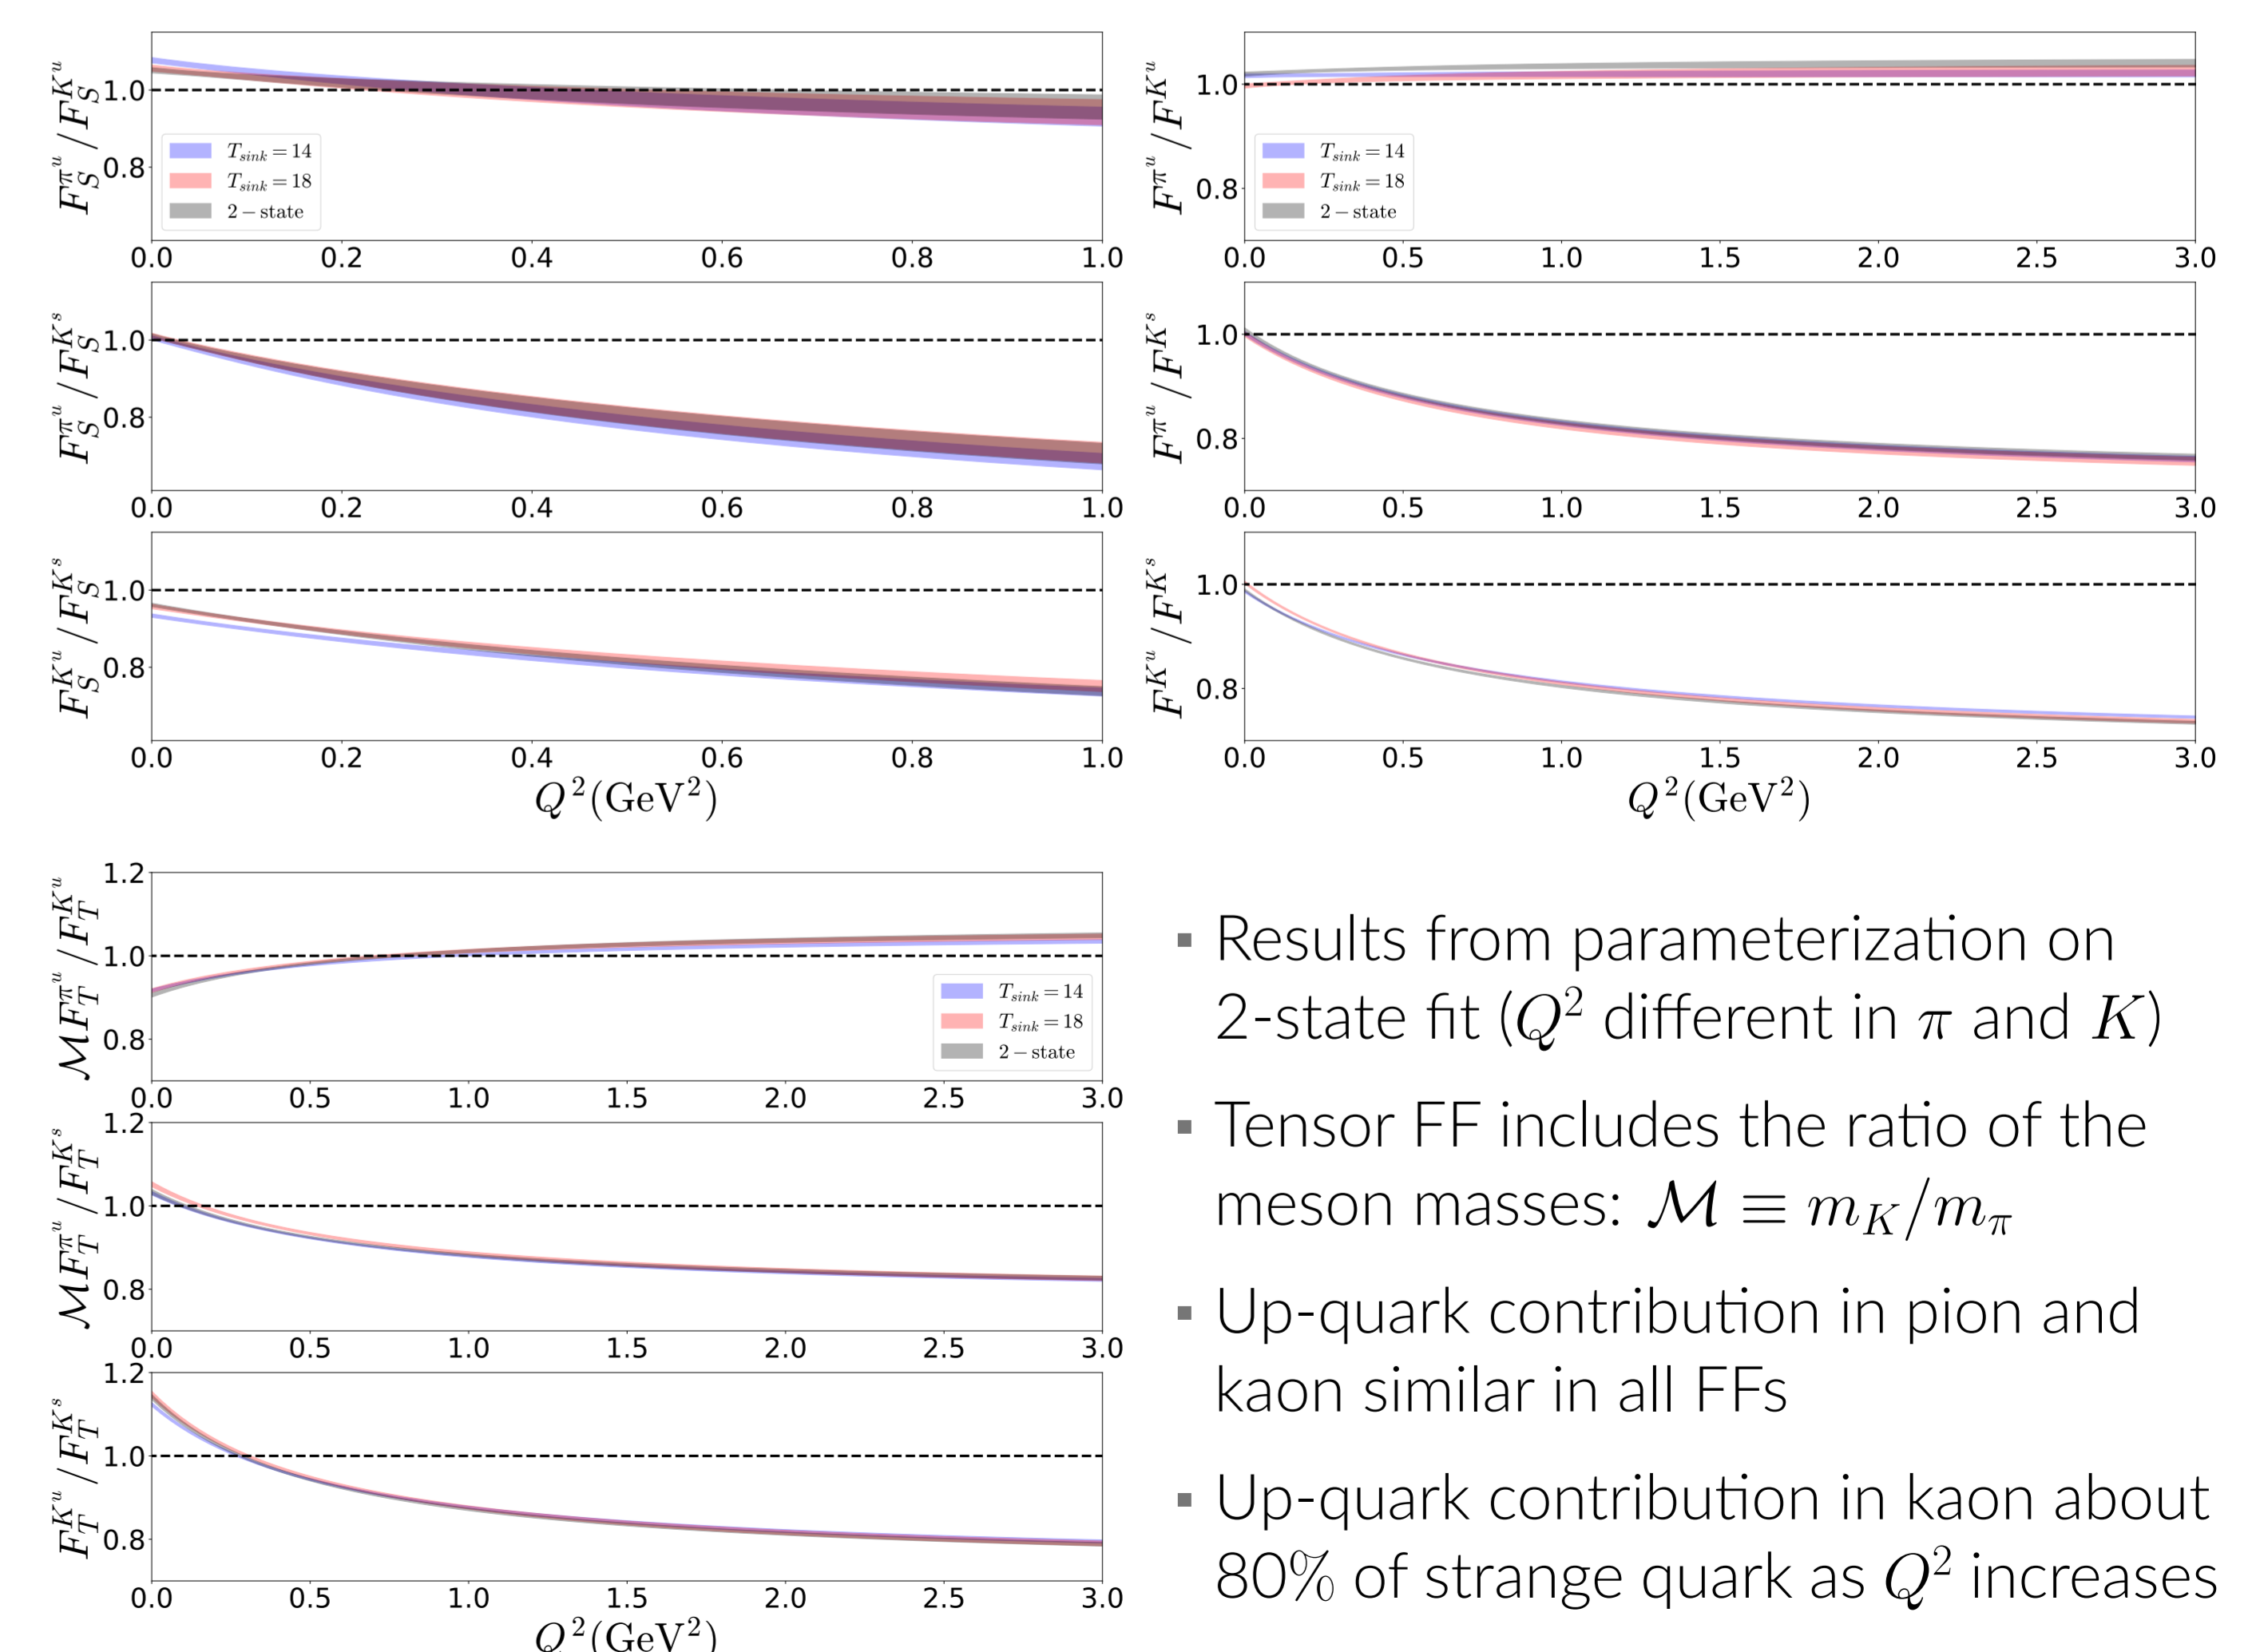 F_S^{π^u} / F_S^{K^u}
1.0
0.8
T_{sink} = 14
T_{sink} = 18
2 − state
0.0 0.2 0.4 0.6 0.8 1.0
F_S^{π^u} / F_S^{K^s}
1.0
0.8
0.0 0.2 0.4 0.6 0.8 1.0
F_S^{K^u} / F_S^{K^s}
1.0
0.8
0.0 0.2 0.4 0.6 0.8 1.0
Q^2(GeV^2)
F^{π^u} / F^{K^u}
1.0
0.8
T_{sink} = 14
T_{sink} = 18
2 − state
0.0 0.5 1.0 1.5 2.0 2.5 3.0
F^{π^u} / F^{K^s}
1.0
0.8
0.0 0.5 1.0 1.5 2.0 2.5 3.0
F^{K^u} / F^{K^s}
1.0
0.8
0.0 0.5 1.0 1.5 2.0 2.5 3.0
Q^2(GeV^2)
ℳF_T^{π^u} / F_T^{K^u}
1.2
1.0
0.8
T_{sink} = 14
T_{sink} = 18
2 − state
0.0 0.5 1.0 1.5 2.0 2.5 3.0
ℳF_T^{π^u} / F_T^{K^s}
1.2
1.0
0.8
0.0 0.5 1.0 1.5 2.0 2.5 3.0
F_T^{K^u} / F_T^{K^s}
1.2
1.0
0.8
0.0 0.5 1.0 1.5 2.0 2.5 3.0
Q^2(GeV^2)
▪ Results from parameterization on
2-state fit (Q^2 different in π and K)
▪ Tensor FF includes the ratio of the
meson masses: ℳ ≡ m_K/m_π
▪ Up-quark contribution in pion and
kaon similar in all FFs
▪ Up-quark contribution in kaon about
80% of strange quark as Q^2 increases